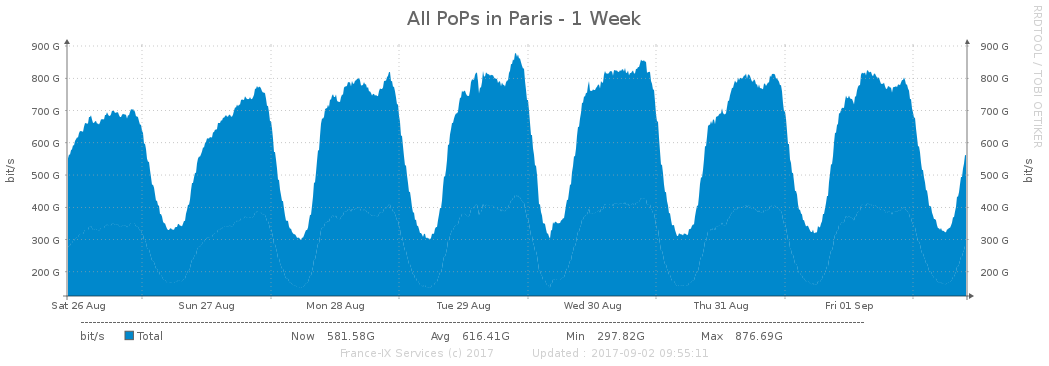 All PoPs in Paris - 1 Week
RRDTOOL / TOBI OETIKER
900 G 900 G
800 G 800 G
700 G 700 G
600 G 600 G
500 G 500 G
400 G 400 G
300 G 300 G
200 G 200 G
bit/s bit/s
Sat 26 Aug Sun 27 Aug Mon 28 Aug Tue 29 Aug Wed 30 Aug Thu 31 Aug Fri 01 Sep
bit/s Total Now 581.58G Avg 616.41G Min 297.82G Max 876.69G
France-IX Services (c) 2017 Updated : 2017-09-02 09:55:11